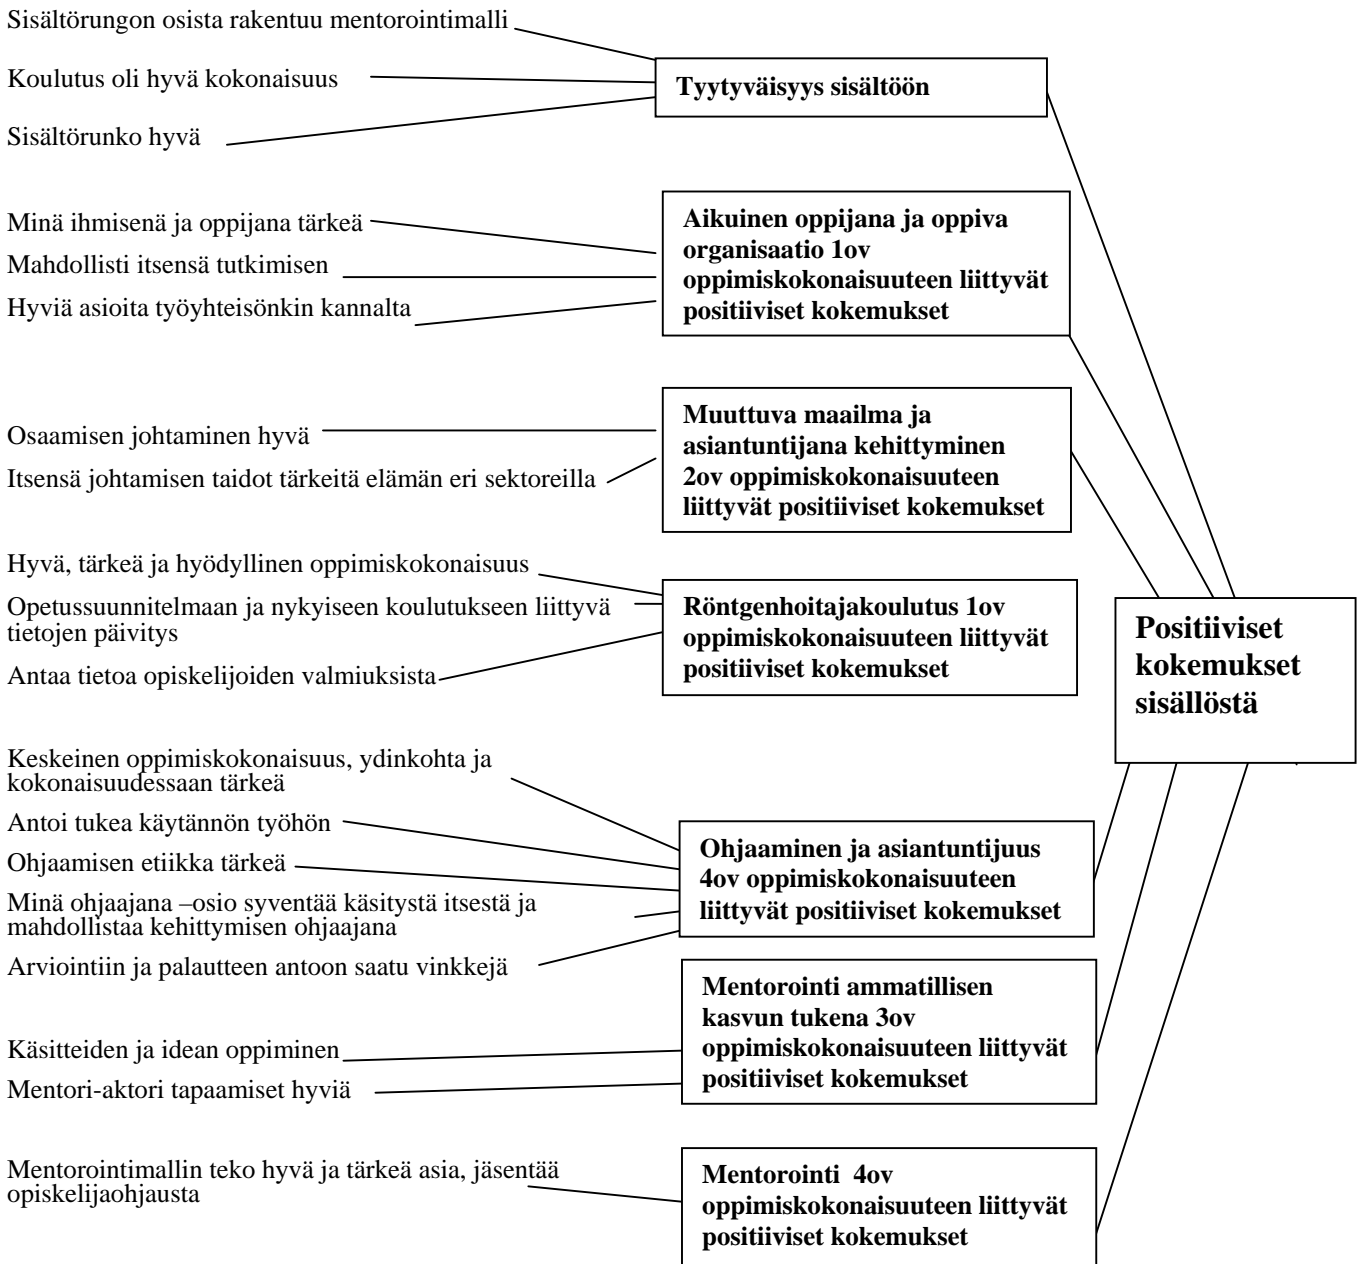 Sisältörungon osista rakentuu mentorointimalli
Koulutus oli hyvä kokonaisuus
Sisältörunko hyvä
Tyytyväisyys sisältöön
Minä ihmisenä ja oppijana tärkeä
Mahdollisti itsensä tutkimisen
Hyviä asioita työyhteisönkin kannalta
Aikuinen oppijana ja oppiva
organisaatio 1ov
oppimiskokonaisuuteen liittyvät
positiiviset kokemukset
Osaamisen johtaminen hyvä
Itsensä johtamisen taidot tärkeitä elämän eri sektoreilla
Muuttuva maailma ja
asiantuntijana kehittyminen
2ov oppimiskokonaisuuteen
liittyvät positiiviset kokemukset
Hyvä, tärkeä ja hyödyllinen oppimiskokonaisuus
Opetussuunnitelmaan ja nykyiseen koulutukseen liittyvä
tietojen päivitys
Antaa tietoa opiskelijoiden valmiuksista
Röntgenhoitajakoulutus 1ov
oppimiskokonaisuuteen liittyvät
positiiviset kokemukset
Positiiviset
kokemukset
sisällöstä
Keskeinen oppimiskokonaisuus, ydinkohta ja
kokonaisuudessaan tärkeä
Antoi tukea käytännön työhön
Ohjaamisen etiikka tärkeä
Minä ohjaajana –osio syventää käsitystä itsestä ja
mahdollistaa kehittymisen ohjaajana
Arviointiin ja palautteen antoon saatu vinkkejä
Ohjaaminen ja asiantuntijuus
4ov oppimiskokonaisuuteen
liittyvät positiiviset kokemukset
Käsitteiden ja idean oppiminen
Mentori-aktori tapaamiset hyviä
Mentorointi ammatillisen
kasvun tukena 3ov
oppimiskokonaisuuteen liittyvät
positiiviset kokemukset
Mentorointimallin teko hyvä ja tärkeä asia, jäsentää
opiskelijaohjausta
Mentorointi 4ov
oppimiskokonaisuuteen liittyvät
positiiviset kokemukset